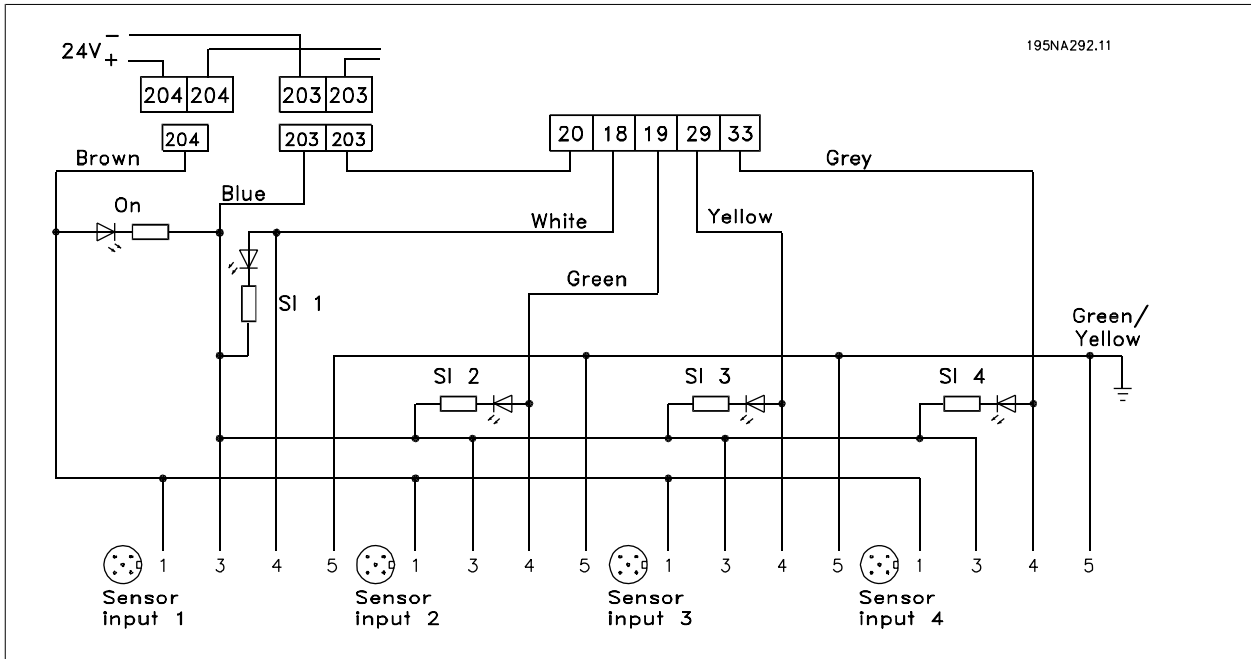 195NA292.11
24V
−
+
204 204 203 203
204 203 203
20 18 19 29 33
Brown
Grey
Blue
On
White
Yellow
Green
SI 1
Green/
Yellow
SI 2
SI 3
SI 4
1 3 4 5 1 3 4 5 1 3 4 5 1 3 4 5
Sensor
input 1
Sensor
input 2
Sensor
input 3
Sensor
input 4